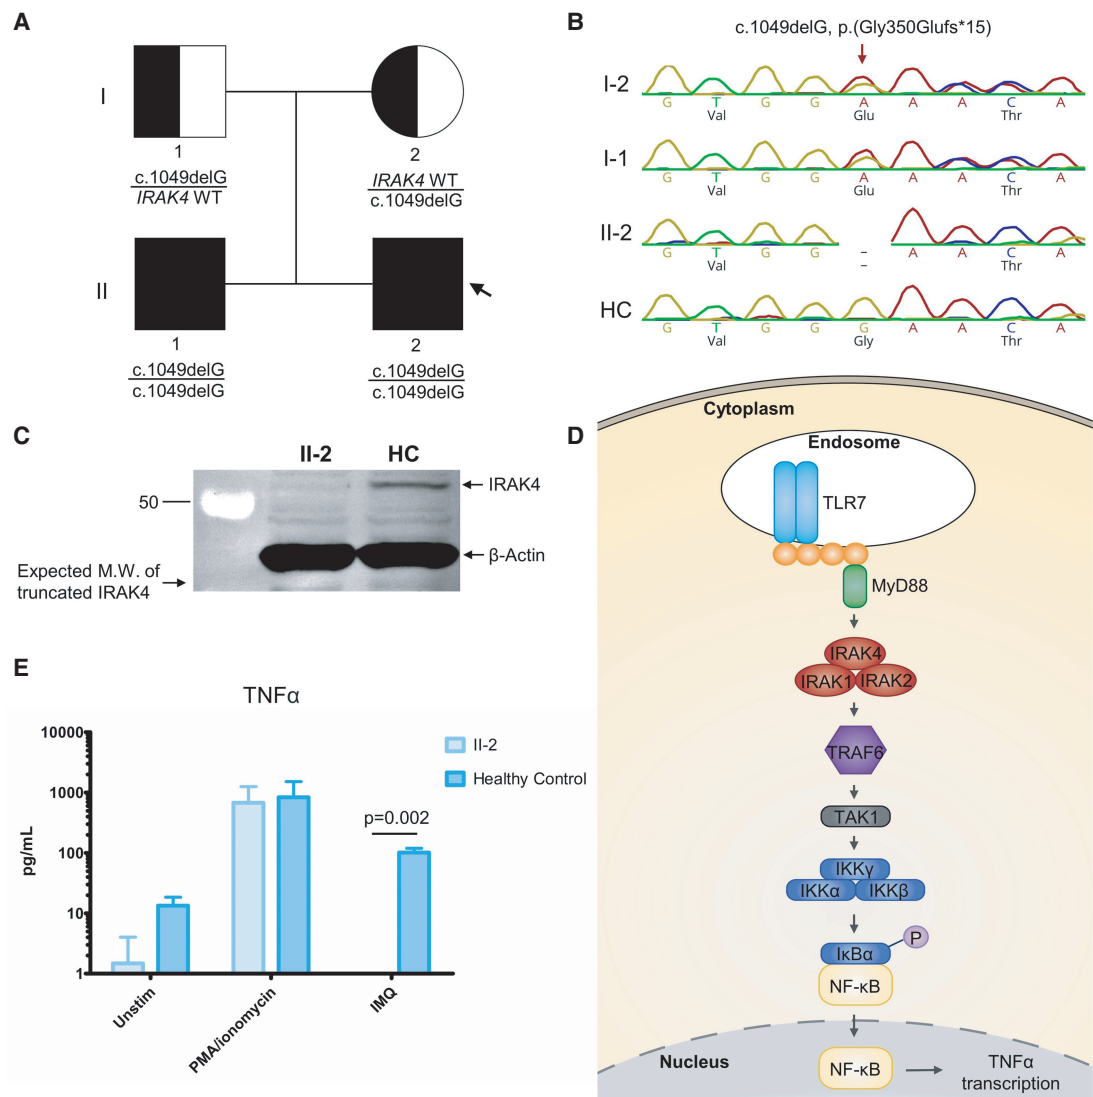 A
I
1
c.1049delG
IRAK4 WT
2
IRAK4 WT
c.1049delG
II
1
c.1049delG
c.1049delG
2
c.1049delG
c.1049delG
B
c.1049delG, p.(Gly350Glufs*15)
I-2
G T G G A A A C A
Val Glu Thr
I-1
G T G G A A A C A
Val Glu Thr
II-2
G T G G – A A C A
Val – Thr
HC
G T G G G A A C A
Val Gly Thr
C
II-2 HC
50
IRAK4
β-Actin
Expected M.W. of
truncated IRAK4
D
Cytoplasm
Endosome
TLR7
MyD88
IRAK4
IRAK1 IRAK2
TRAF6
TAK1
IKKγ
IKKα IKKβ
P
IκBα
NF-κB
Nucleus
NF-κB
TNFα
transcription
E
TNFα
pg/mL
10000
1000
100
10
1
II-2
Healthy Control
p=0.002
Unstim
PMA/ionomycin
IMQ